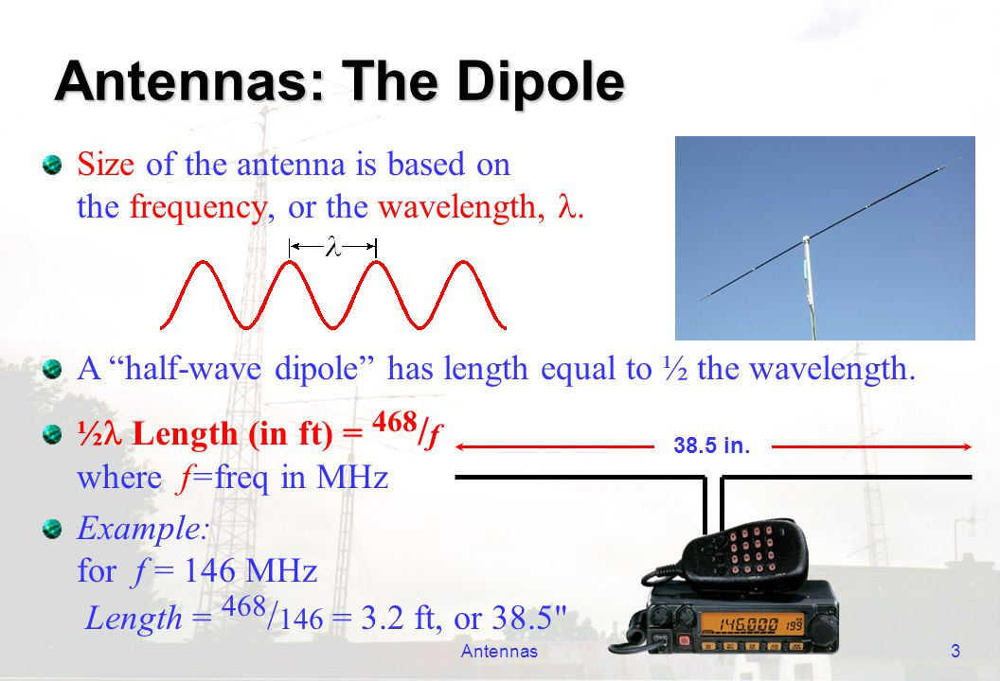 Antennas: The Dipole
Size of the antenna is based on
the frequency, or the wavelength, λ.
λ
A “half-wave dipole” has length equal to ½ the wavelength.
½λ Length (in ft) = 468/f
where f=freq in MHz
38.5 in.
Example:
for f = 146 MHz
Length = 468/146 = 3.2 ft, or 38.5"
146.000 199
Antennas
3